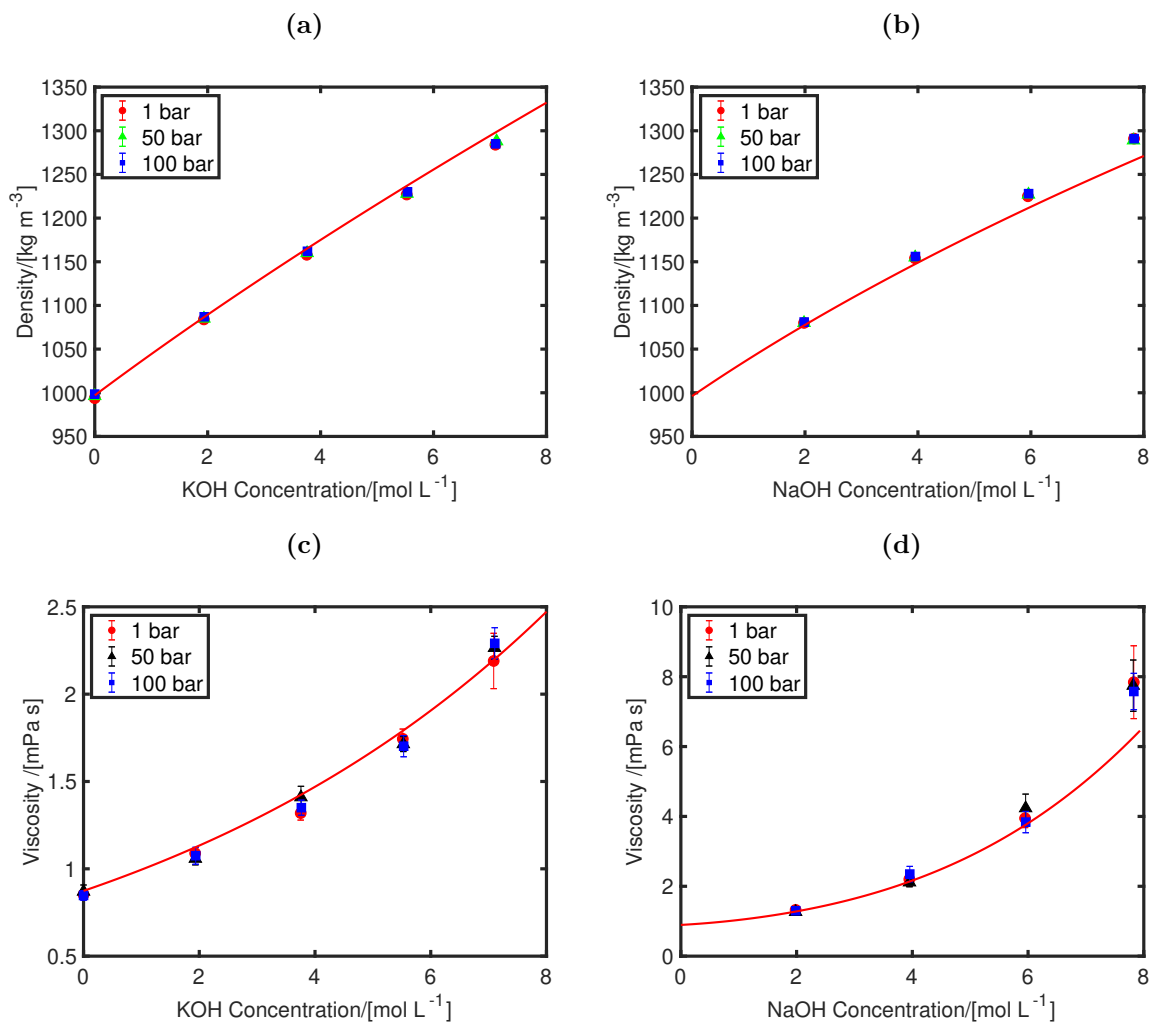 (a)
1350
1300
1250
1200
1150
1100
1050
1000
950
Density/[kg m⁻³]
1 bar
50 bar
100 bar
0 2 4 6 8
KOH Concentration/[mol L⁻¹]
(b)
1350
1300
1250
1200
1150
1100
1050
1000
950
Density/[kg m⁻³]
1 bar
50 bar
100 bar
0 2 4 6 8
NaOH Concentration/[mol L⁻¹]
(c)
2.5
2
1.5
1
0.5
Viscosity /[mPa s]
1 bar
50 bar
100 bar
0 2 4 6 8
KOH Concentration/[mol L⁻¹]
(d)
10
8
6
4
2
0
Viscosity /[mPa s]
1 bar
50 bar
100 bar
0 2 4 6 8
NaOH Concentration/[mol L⁻¹]